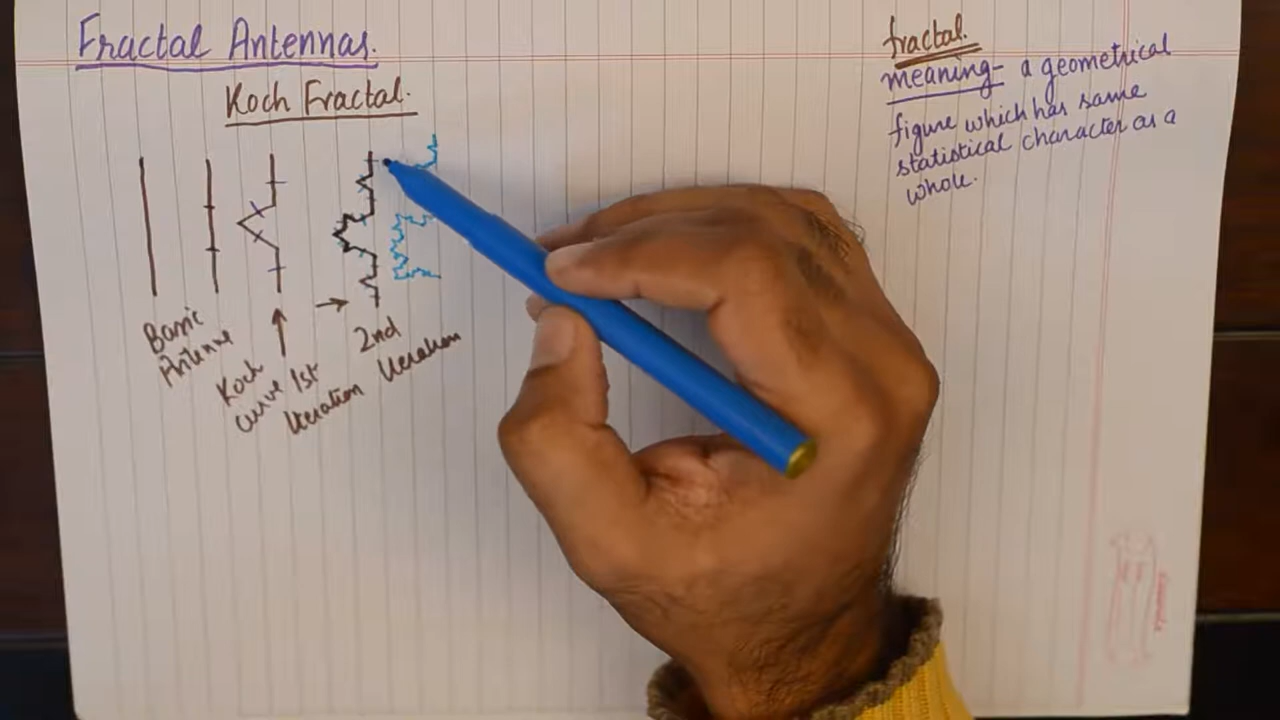 Fractal Antennas.
Koch Fractal.
Basic
Antenna
Koch
curve 1st
Iteration
2nd
Iteration
fractal.
meaning- a geometrical
figure which has same
statistical character as a
whole.